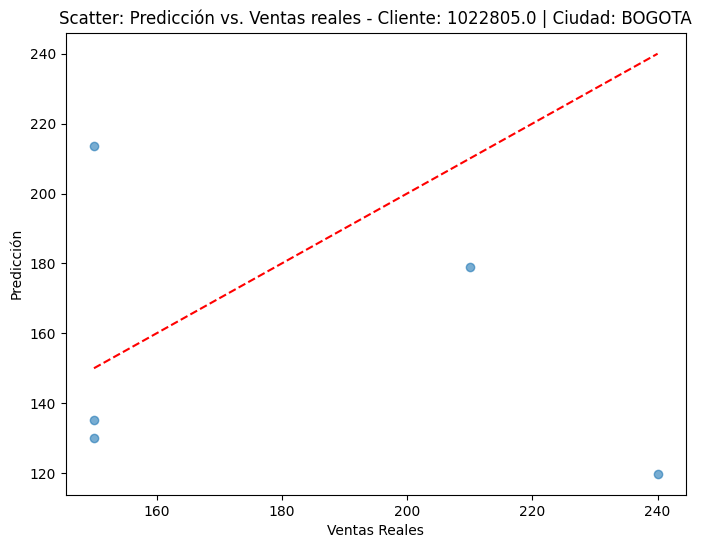 Scatter: Predicción vs. Ventas reales - Cliente: 1022805.0 | Ciudad: BOGOTA
240
220
200
180
160
140
120
Predicción
160 180 200 220 240
Ventas Reales